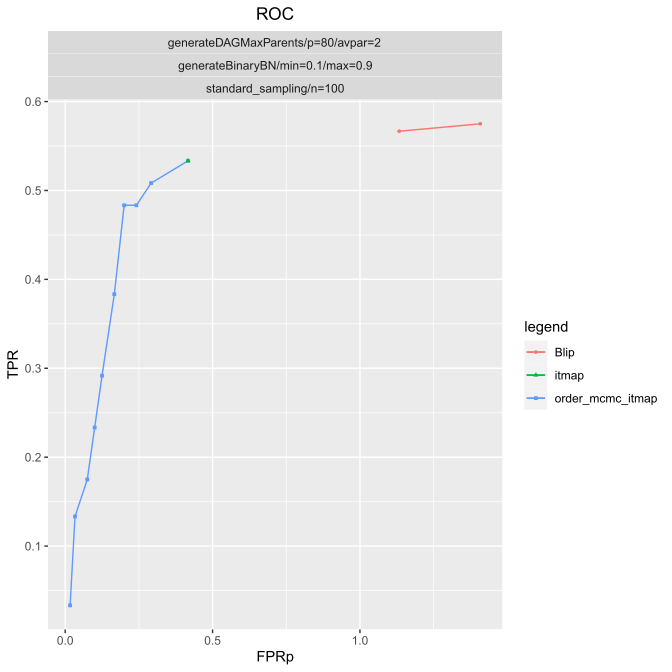 ROC
generateDAGMaxParents/p=80/avpar=2
generateBinaryBN/min=0.1/max=0.9
standard_sampling/n=100
0.6
0.5
0.4
0.3
0.2
0.1
TPR
0.0
0.5
1.0
FPRp
legend
Blip
itmap
order_mcmc_itmap